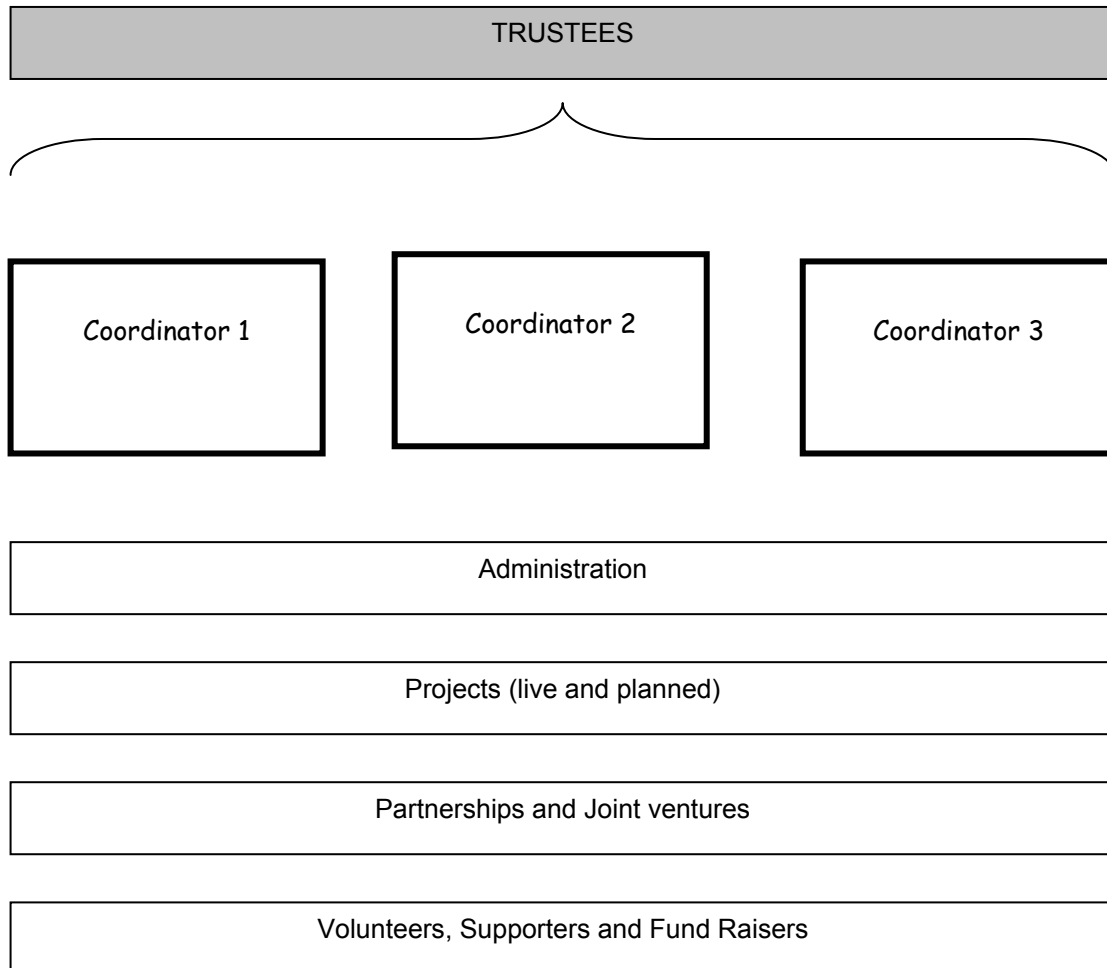 TRUSTEES
Coordinator 1
Coordinator 2
Coordinator 3
Administration
Projects (live and planned)
Partnerships and Joint ventures
Volunteers, Supporters and Fund Raisers